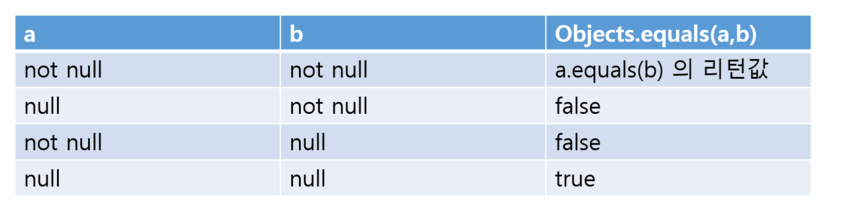 a b Objects.equals(a,b)
not null not null a.equals(b) 의 리턴값
null not null false
not null null false
null null true